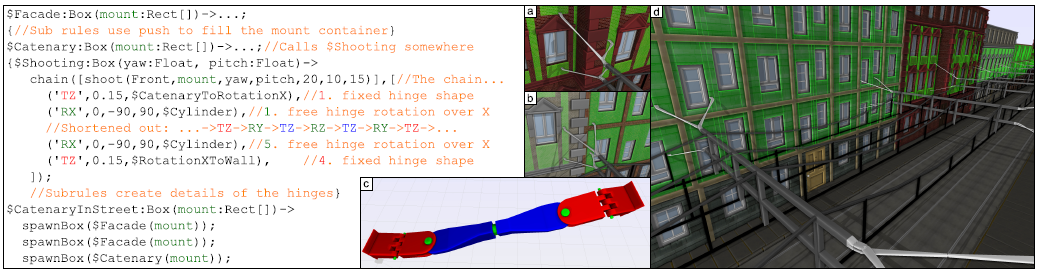 $Facade:Box(mount:Rect[])->...;
{//Sub rules use push to fill the mount container}
$Catenary:Box(mount:Rect[])->...;//Calls $Shooting somewhere
{$Shooting:Box(yaw:Float, pitch:Float)->
chain([shoot(Front,mount,yaw,pitch,20,10,15)],[//The chain...
('TZ',0.15,$CatenaryToRotationX),//1. fixed hinge shape
('RX',0,-90,90,$Cylinder),//1. free hinge rotation over X
//Shortened out: ...->TZ->RY->TZ->RZ->TZ->RY->TZ->...
('RX',0,-90,90,$Cylinder),//5. free hinge rotation over X
('TZ',0.15,$RotationXToWall), //4. fixed hinge shape
]);
//Subrules create details of the hinges}
$CatenaryInStreet:Box(mount:Rect[])->
spawnBox($Facade(mount));
spawnBox($Facade(mount));
spawnBox($Catenary(mount));
a
b
c
d